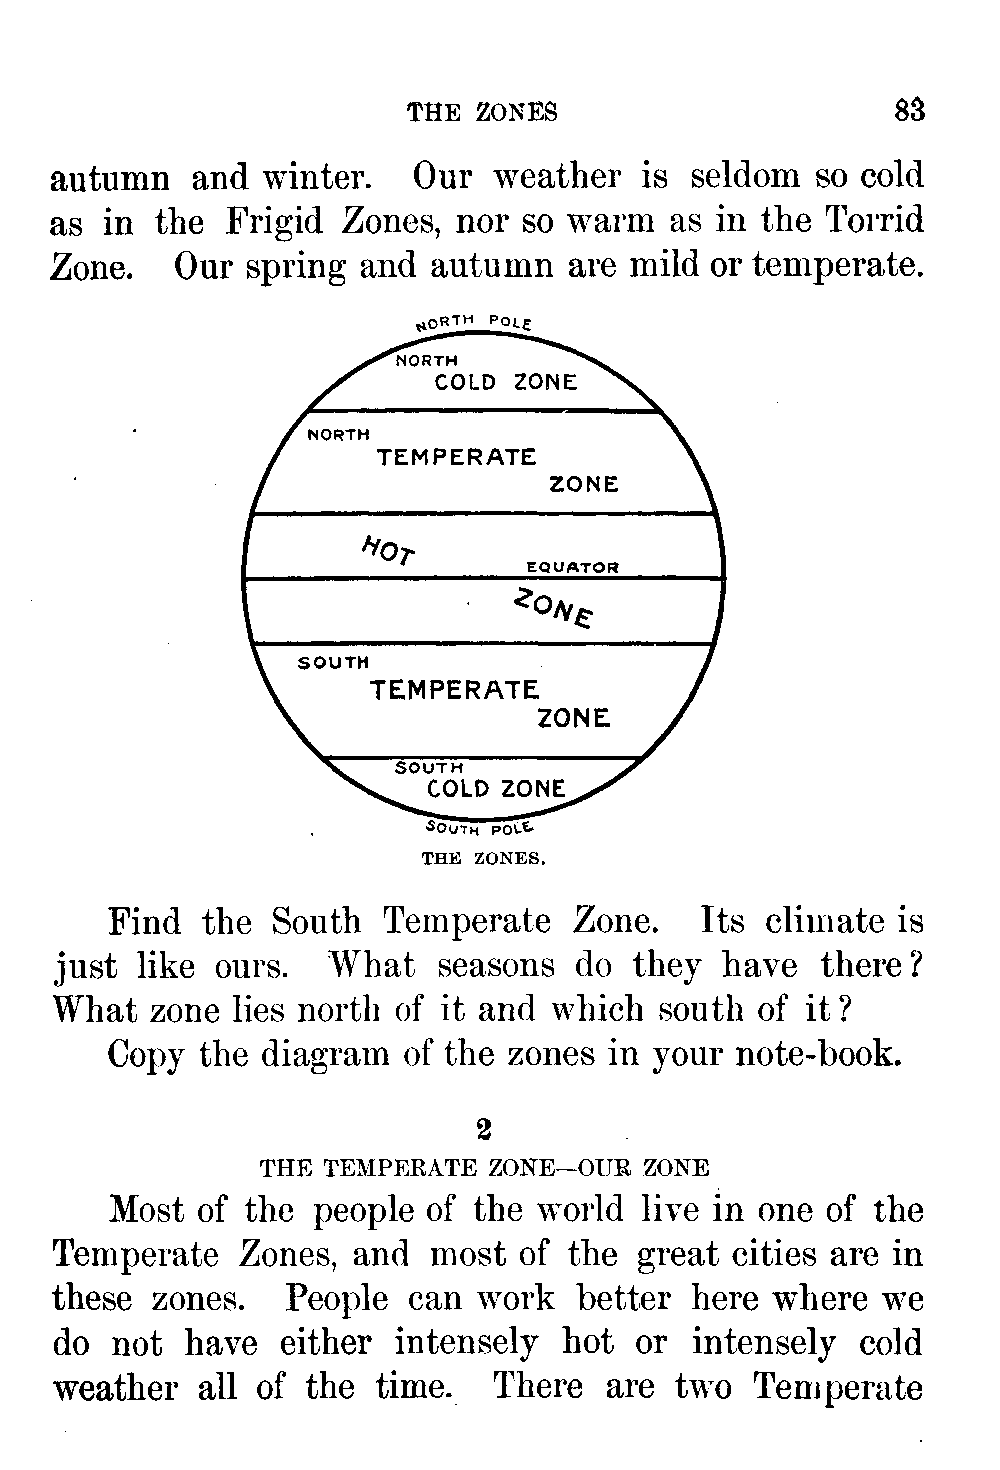 THE ZONES 83
autumn and winter. Our weather is seldom so cold
as in the Frigid Zones, nor so warm as in the Torrid
Zone. Our spring and autumn are mild or temperate.
NORTH POLE
NORTH
COLD ZONE
NORTH
TEMPERATE
ZONE
HOT
EQUATOR
ZONE
SOUTH
TEMPERATE
ZONE
SOUTH
COLD ZONE
SOUTH POLE
THE ZONES.
Find the South Temperate Zone. Its climate is
just like ours. What seasons do they have there?
What zone lies north of it and which south of it?
Copy the diagram of the zones in your note-book.
2
THE TEMPERATE ZONE—OUR ZONE
Most of the people of the world live in one of the
Temperate Zones, and most of the great cities are in
these zones. People can work better here where we
do not have either intensely hot or intensely cold
weather all of the time. There are two Temperate